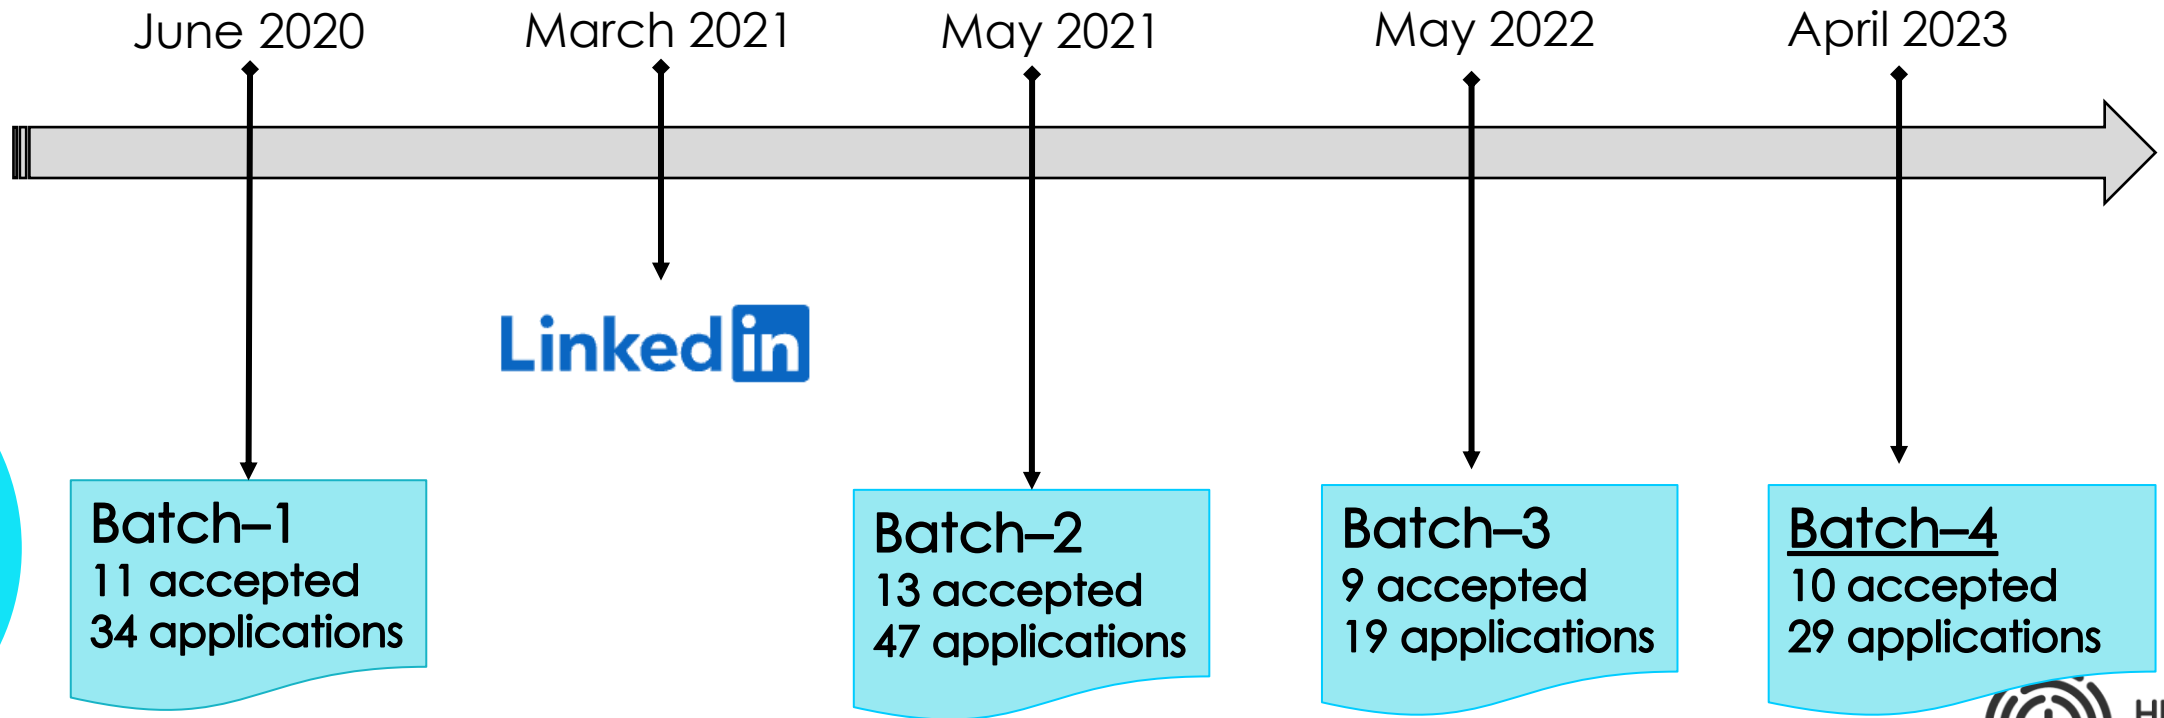 June 2020
March 2021
May 2021
May 2022
April 2023
Linkedin
Batch–1
11 accepted
34 applications
Batch–2
13 accepted
47 applications
Batch–3
9 accepted
19 applications
Batch–4
10 accepted
29 applications